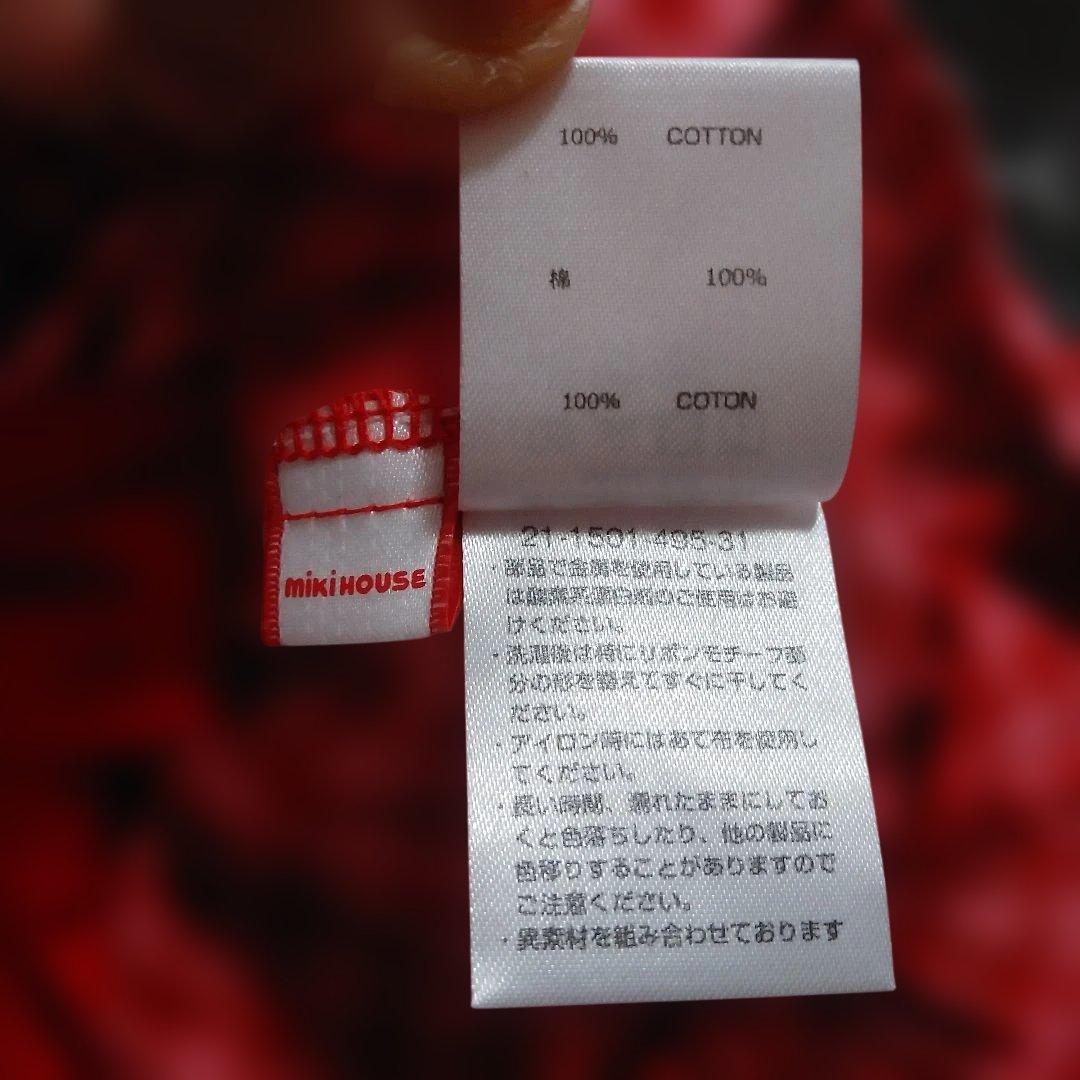 100% COTTON
綿 100%
100% COTON
mikiHOUSE
21-1501-495-31
・部品で金属を使用している製品
は酸素系漂白剤のご使用はお避
けください。
・洗濯後は特にリボンモチーフ部
分の形を整えてすぐに干してく
ださい。
・アイロン時にはあて布を使用し
てください。
・長い時間、濡れたままにしてお
くと色落ちしたり、他の製品に
色移りすることがありますので
ご注意ください。
・異素材を組み合わせております